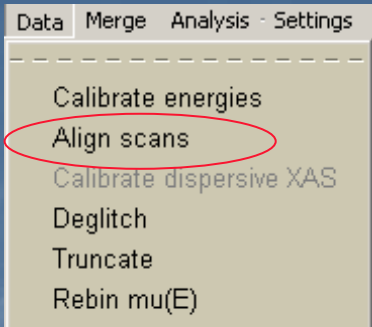 Data Merge Analysis Settings
Calibrate energies
Align scans
Calibrate dispersive XAS
Deglitch
Truncate
Rebin mu(E)